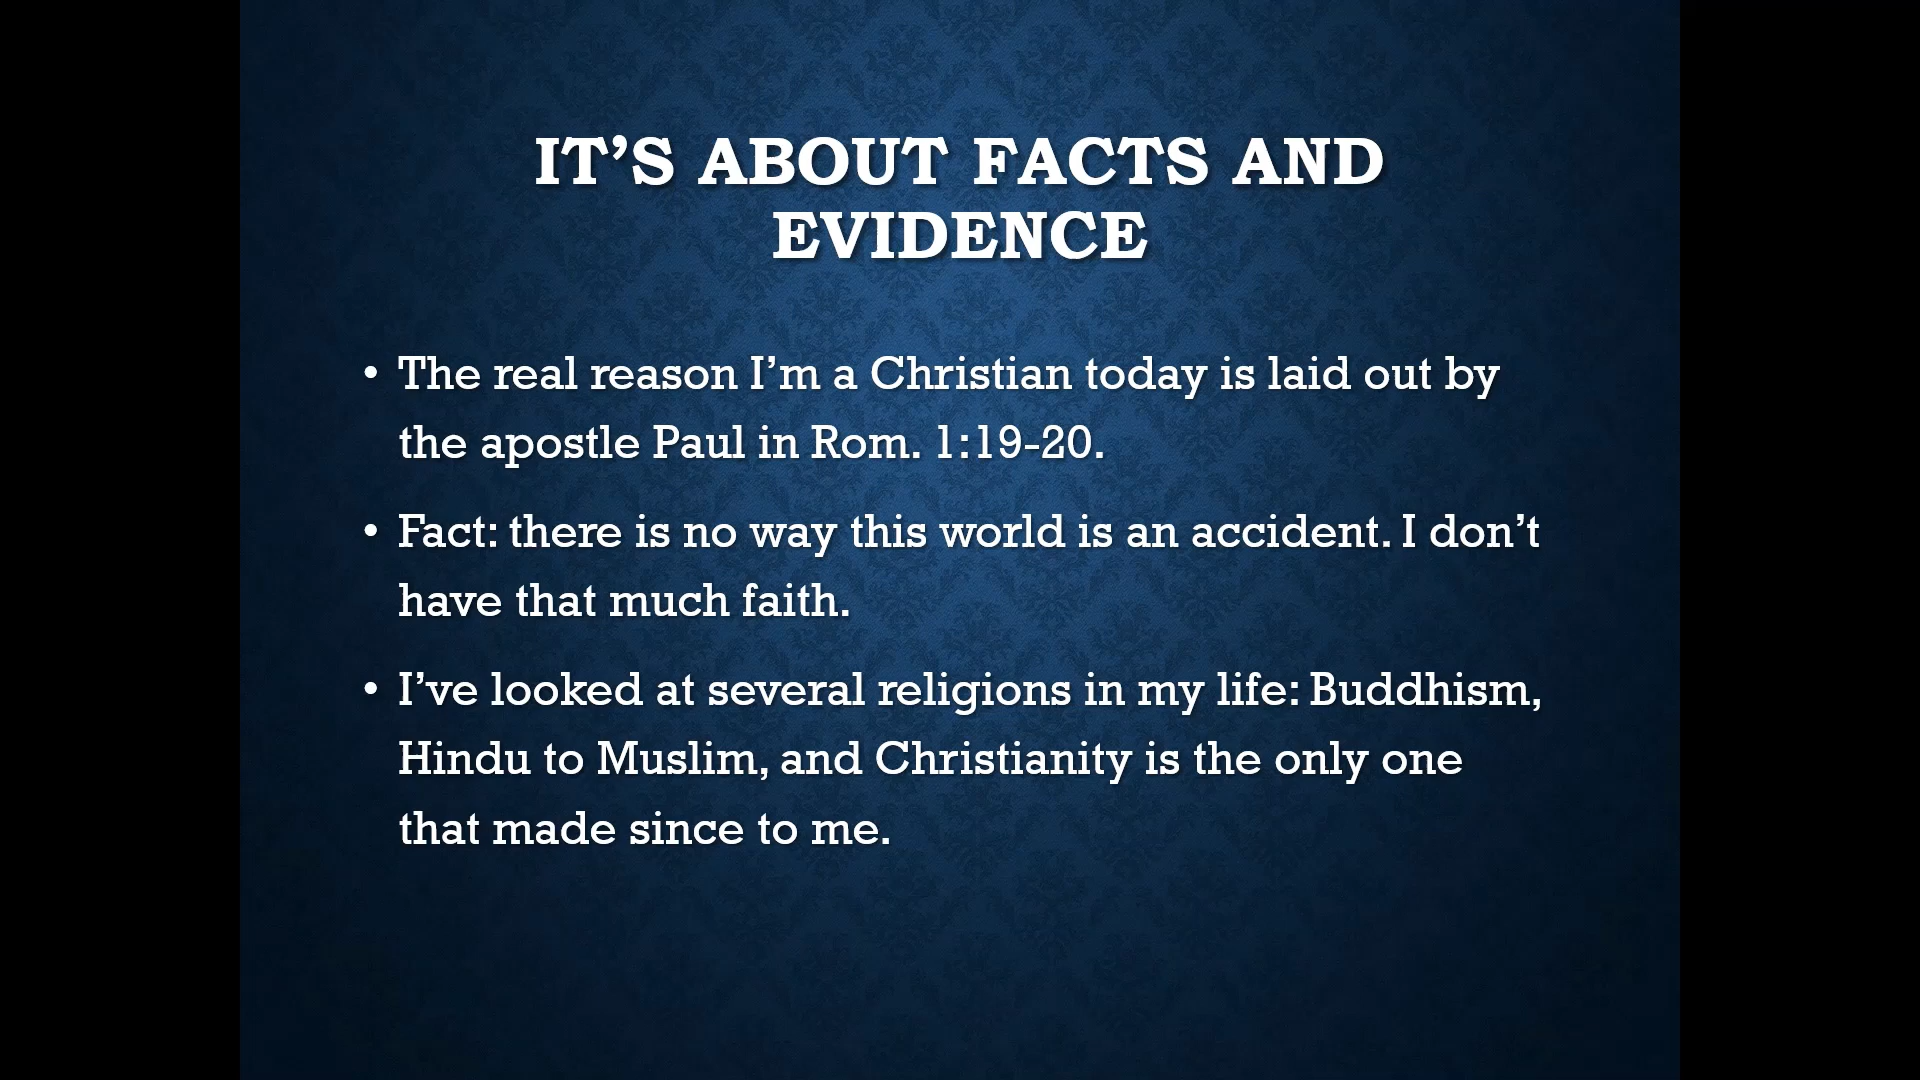 IT’S ABOUT FACTS AND
EVIDENCE
• The real reason I’m a Christian today is laid out by
the apostle Paul in Rom. 1:19-20.
• Fact: there is no way this world is an accident. I don’t
have that much faith.
• I’ve looked at several religions in my life: Buddhism,
Hindu to Muslim, and Christianity is the only one
that made since to me.